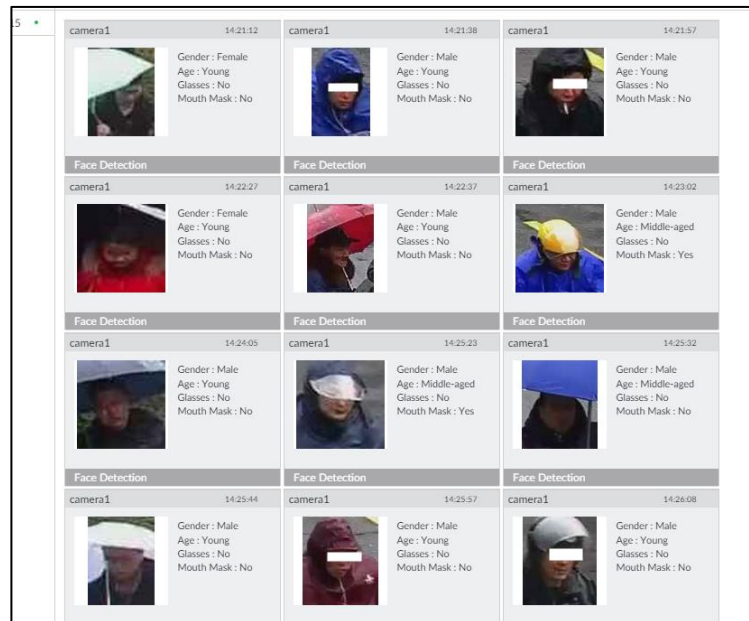 15
camera1 14:21:12
Gender : Female
Age : Young
Glasses : No
Mouth Mask : No
Face Detection
camera1 14:21:38
Gender : Male
Age : Young
Glasses : No
Mouth Mask : No
Face Detection
camera1 14:21:57
Gender : Male
Age : Young
Glasses : No
Mouth Mask : No
Face Detection
camera1 14:22:27
Gender : Female
Age : Young
Glasses : No
Mouth Mask : No
Face Detection
camera1 14:22:37
Gender : Male
Age : Young
Glasses : No
Mouth Mask : No
Face Detection
camera1 14:23:02
Gender : Male
Age : Middle-aged
Glasses : No
Mouth Mask : Yes
Face Detection
camera1 14:24:05
Gender : Male
Age : Young
Glasses : No
Mouth Mask : No
Face Detection
camera1 14:25:23
Gender : Male
Age : Middle-aged
Glasses : No
Mouth Mask : Yes
Face Detection
camera1 14:25:32
Gender : Male
Age : Middle-aged
Glasses : No
Mouth Mask : No
Face Detection
camera1 14:25:44
Gender : Male
Age : Young
Glasses : No
Mouth Mask : No
camera1 14:25:57
Gender : Male
Age : Young
Glasses : No
Mouth Mask : No
camera1 14:26:08
Gender : Male
Age : Young
Glasses : No
Mouth Mask : No